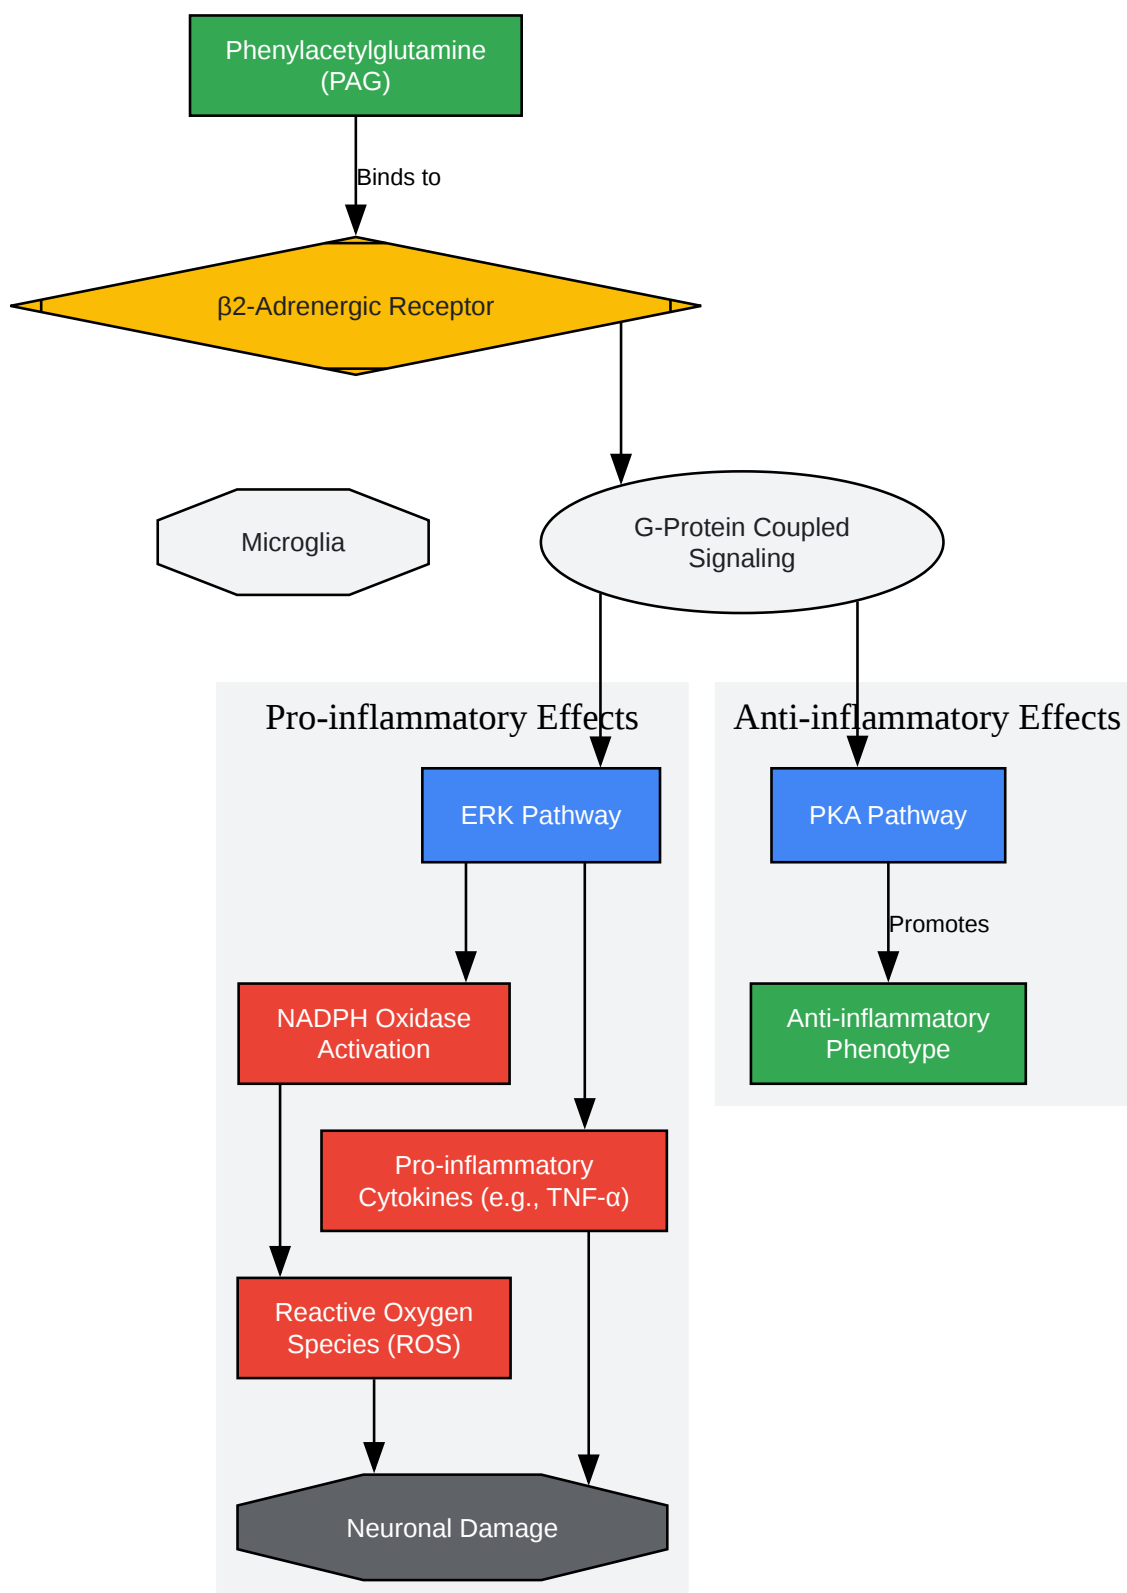 Phenylacetylglutamine
(PAG)
Binds to
β2-Adrenergic Receptor
Microglia
G-Protein Coupled
Signaling
Pro-inflammatory Effects
Anti-inflammatory Effects
ERK Pathway
PKA Pathway
Promotes
NADPH Oxidase
Activation
Anti-inflammatory
Phenotype
Pro-inflammatory
Cytokines (e.g., TNF-α)
Reactive Oxygen
Species (ROS)
Neuronal Damage